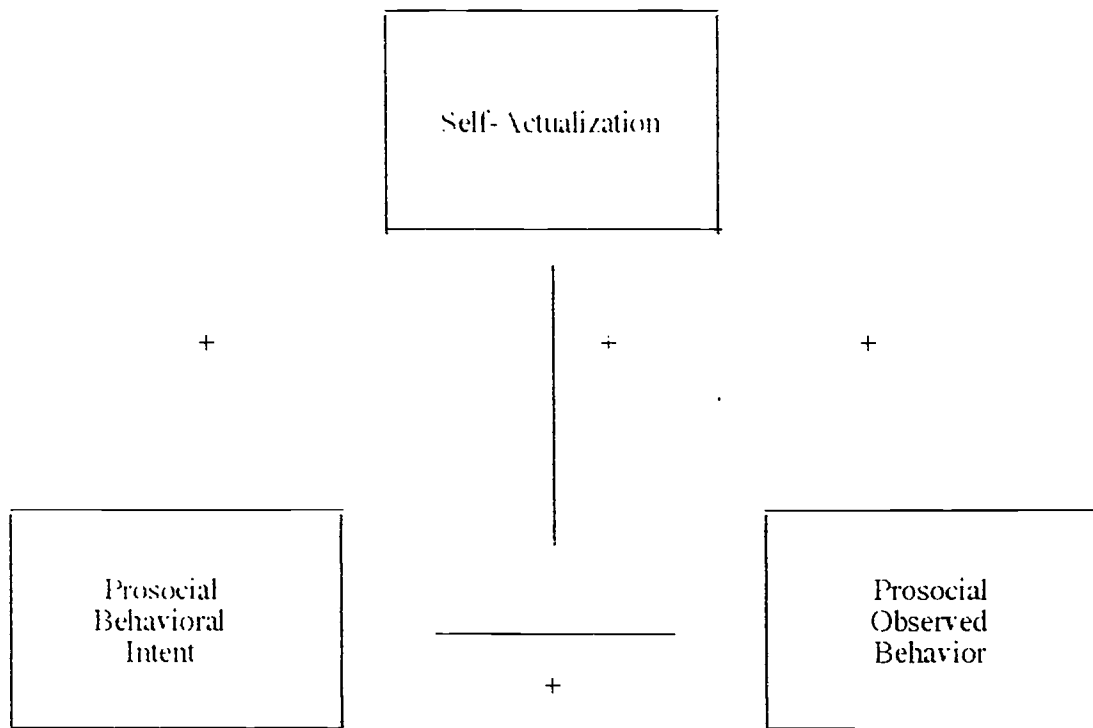 Self-Actualization
+ + +
Prosocial
Behavioral
Intent
Prosocial
Observed
Behavior
+